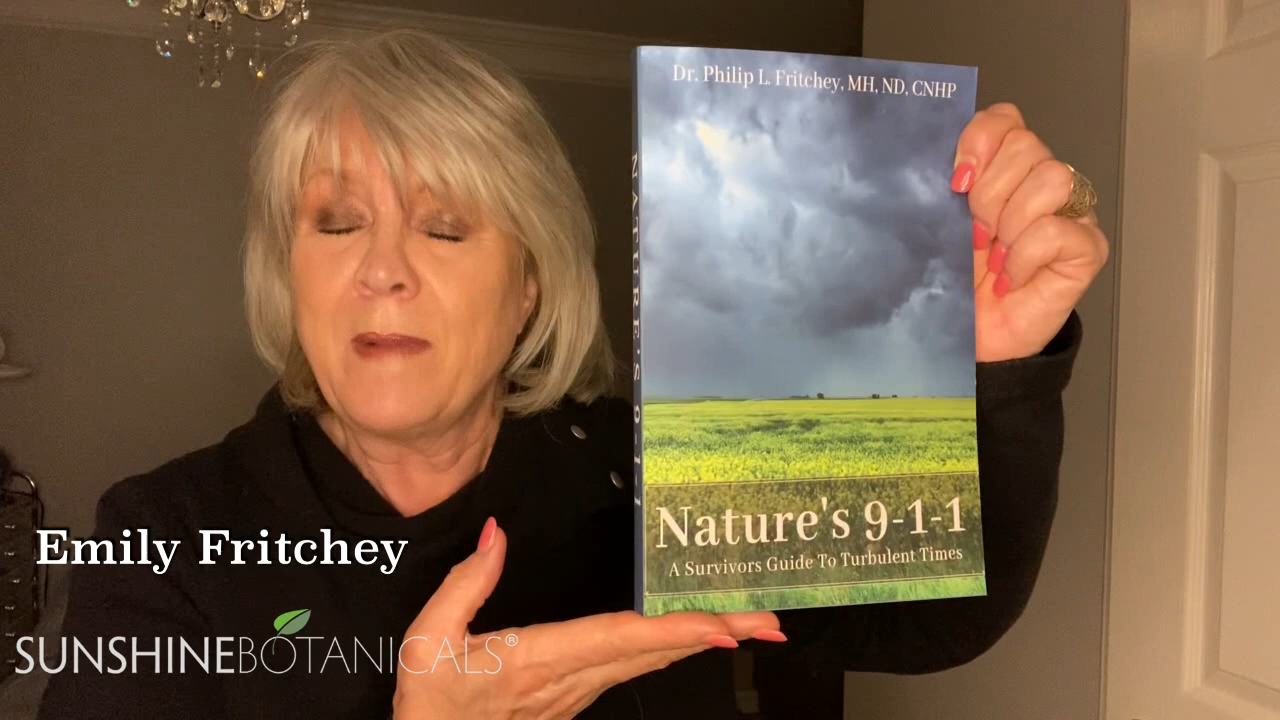 Dr. Philip L. Fritchey, MH, ND, CNHP
NATURE'S 9-1-1
Nature's 9-1-1
A Survivors Guide To Turbulent Times
Emily Fritchey
SUNSHINEBOTANICALS®